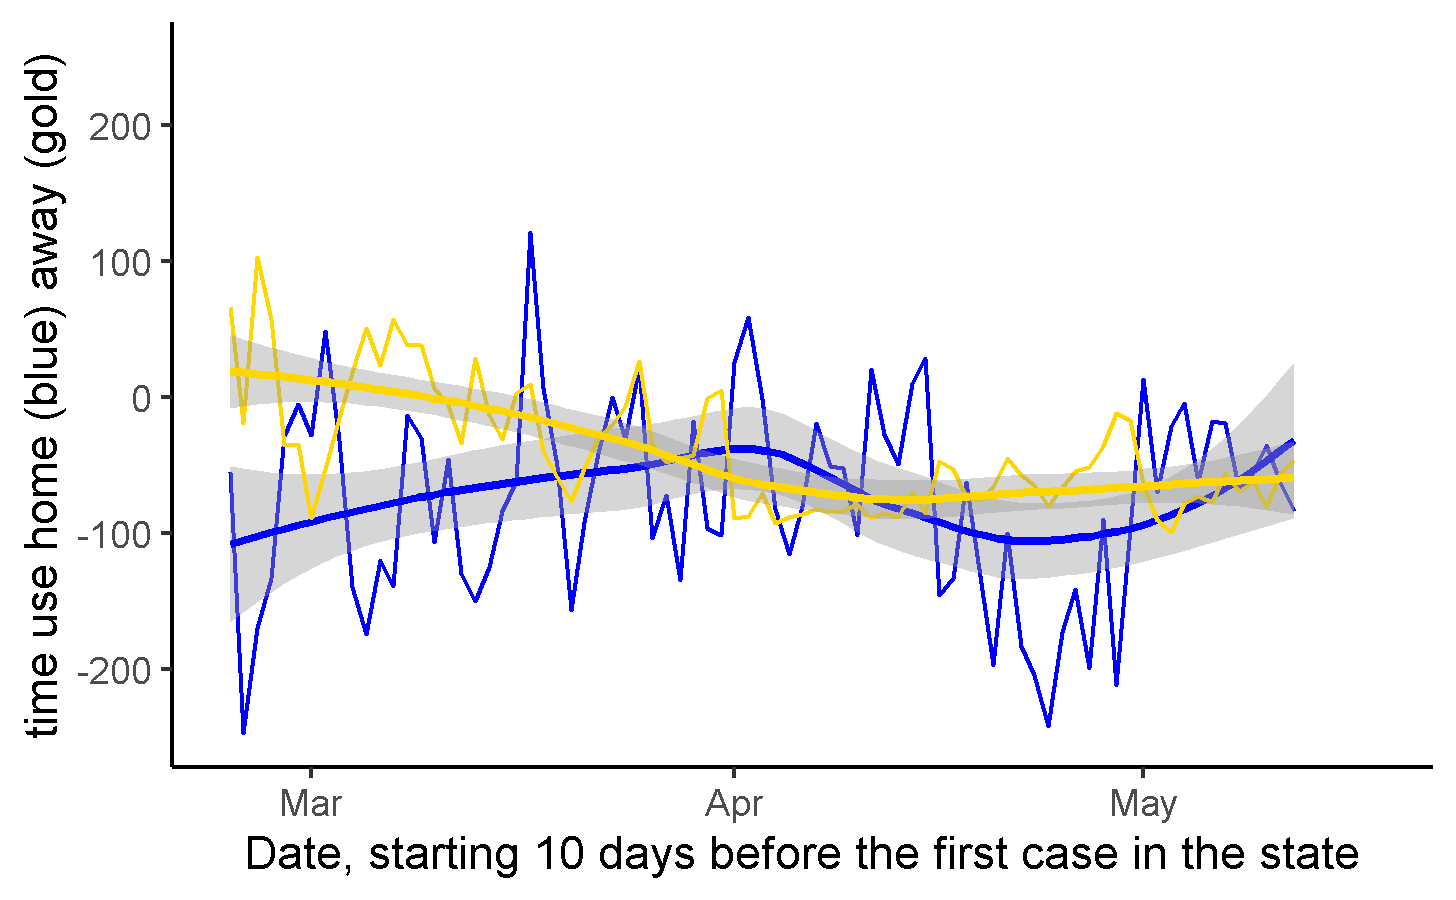 time use home (blue) away (gold)
200
100
0
-100
-200
Mar
Apr
May
Date, starting 10 days before the first case in the state